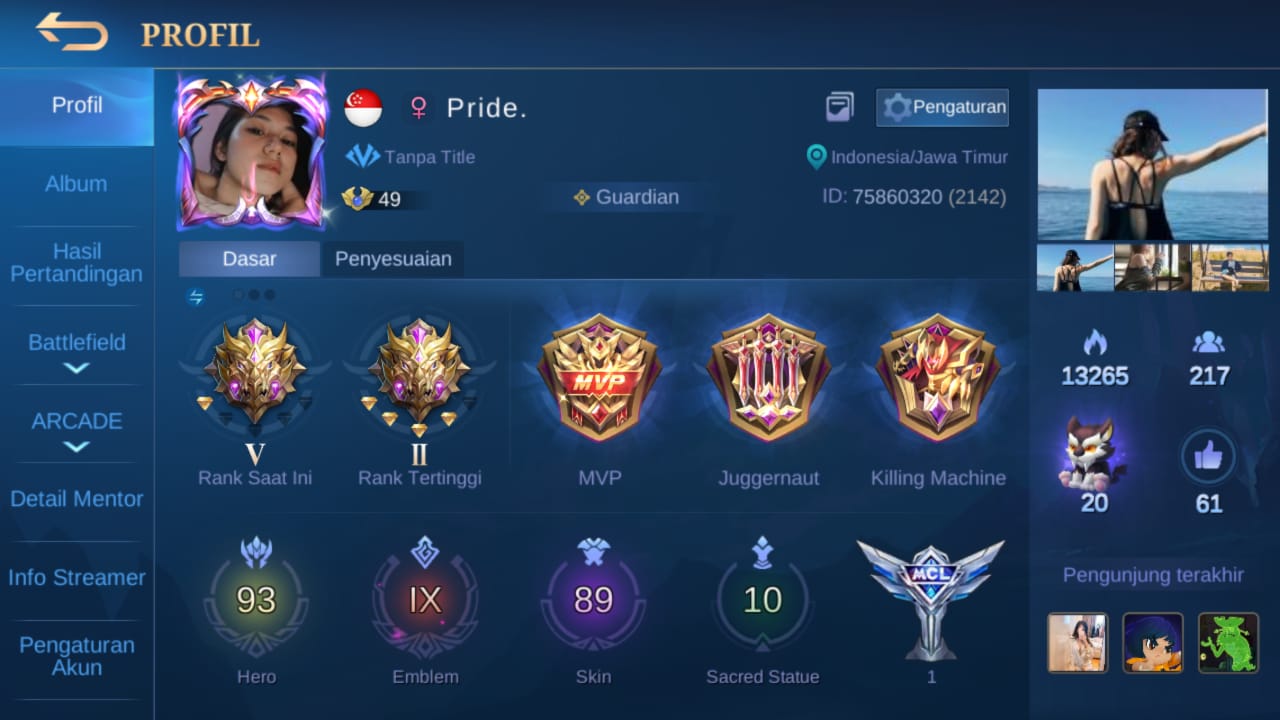 PROFIL
Profil
Album
Hasil
Pertandingan
Battlefield
ARCADE
Detail Mentor
Info Streamer
Pengaturan
Akun
Pride.
Pengaturan
Tanpa Title
Indonesia/Jawa Timur
49
Guardian
ID: 75860320 (2142)
Dasar
Penyesuaian
V
II
MVP
Rank Saat Ini
Rank Tertinggi
MVP
Juggernaut
Killing Machine
93
IX
89
10
MCL
Hero
Emblem
Skin
Sacred Statue
1
13265
217
20
61
Pengunjung terakhir